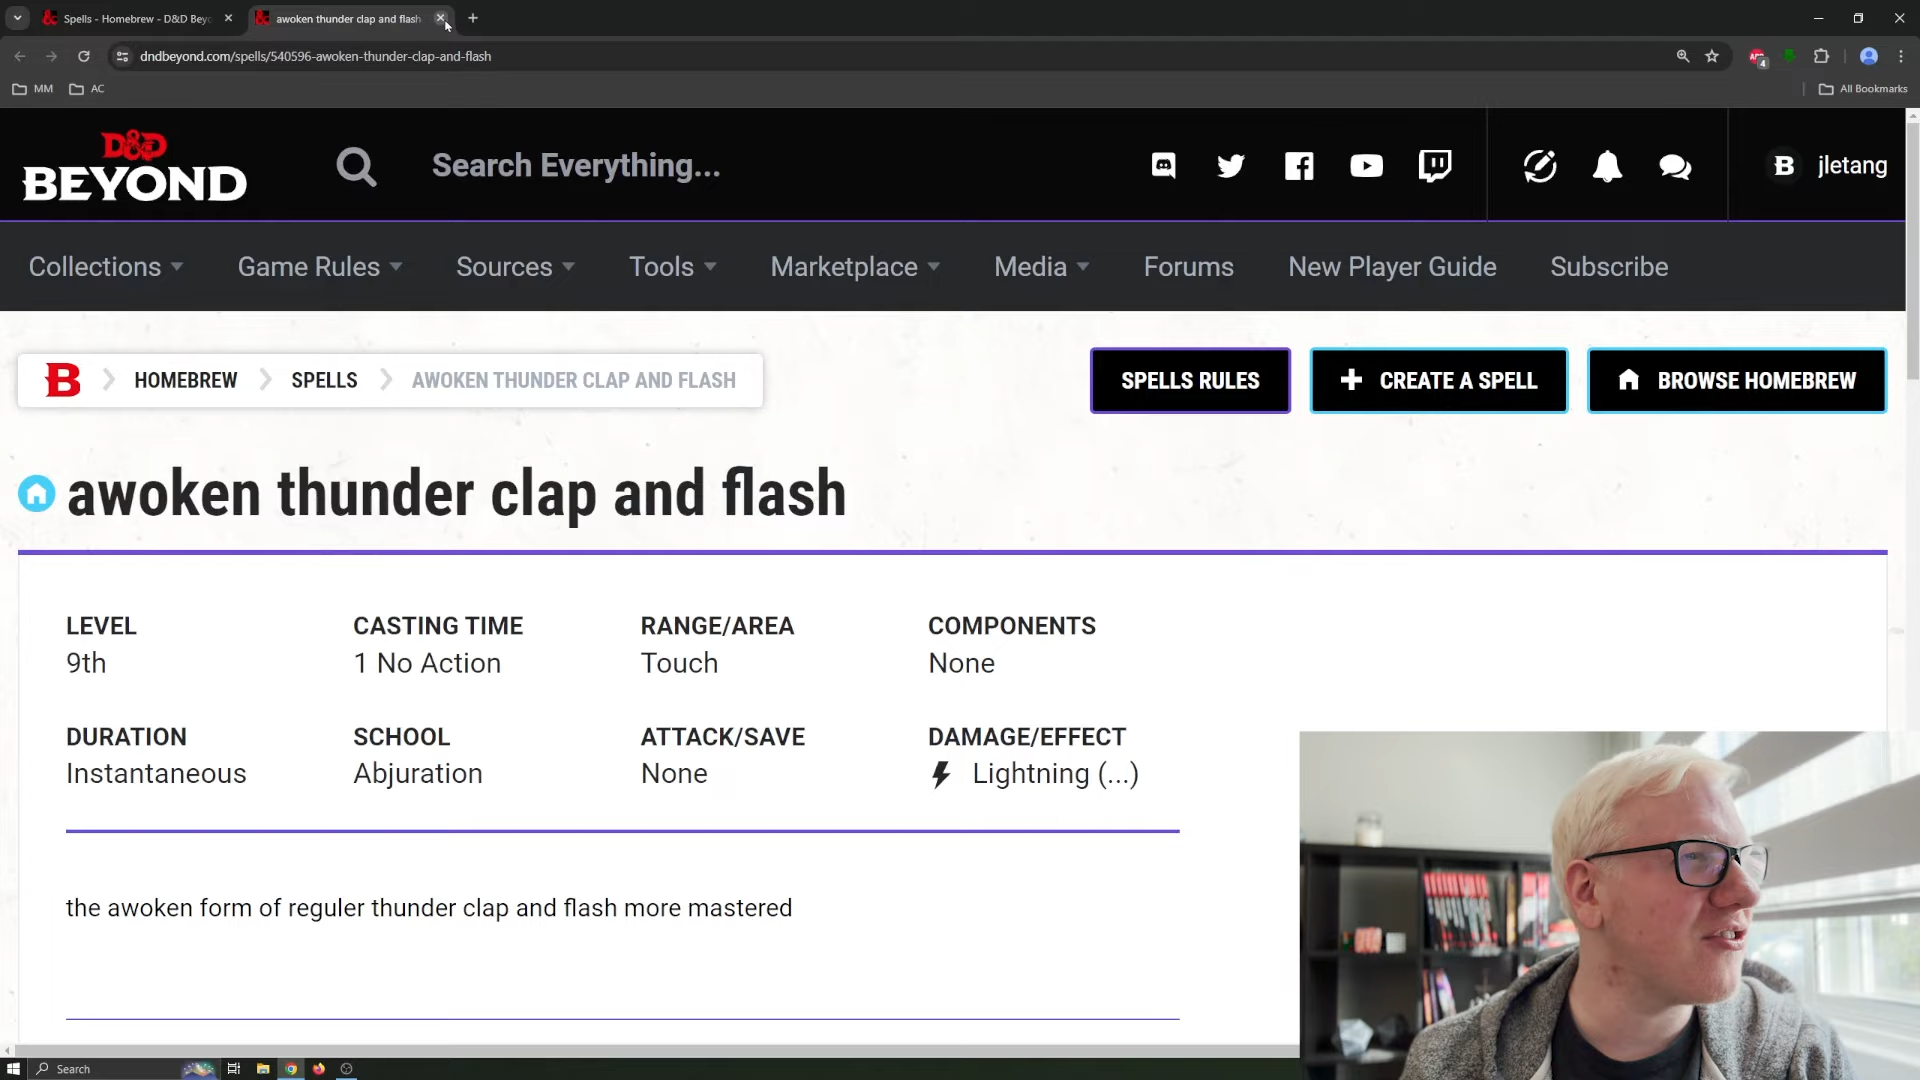 Spells - Homebrew - D&D Bey
awoken thunder clap and flash
dndbeyond.com/spells/540596-awoken-thunder-clap-and-flash
4
MM
AC
All Bookmarks
D&D
BEYOND
Search Everything...
B
jletang
Collections
Game Rules
Sources
Tools
Marketplace
Media
Forums
New Player Guide
Subscribe
B
HOMEBREW
SPELLS
AWOKEN THUNDER CLAP AND FLASH
SPELLS RULES
CREATE A SPELL
BROWSE HOMEBREW
awoken thunder clap and flash
LEVEL
CASTING TIME
RANGE/AREA
COMPONENTS
9th
1 No Action
Touch
None
DURATION
SCHOOL
ATTACK/SAVE
DAMAGE/EFFECT
Instantaneous
Abjuration
None
Lightning (...)
the awoken form of reguler thunder clap and flash more mastered
Search